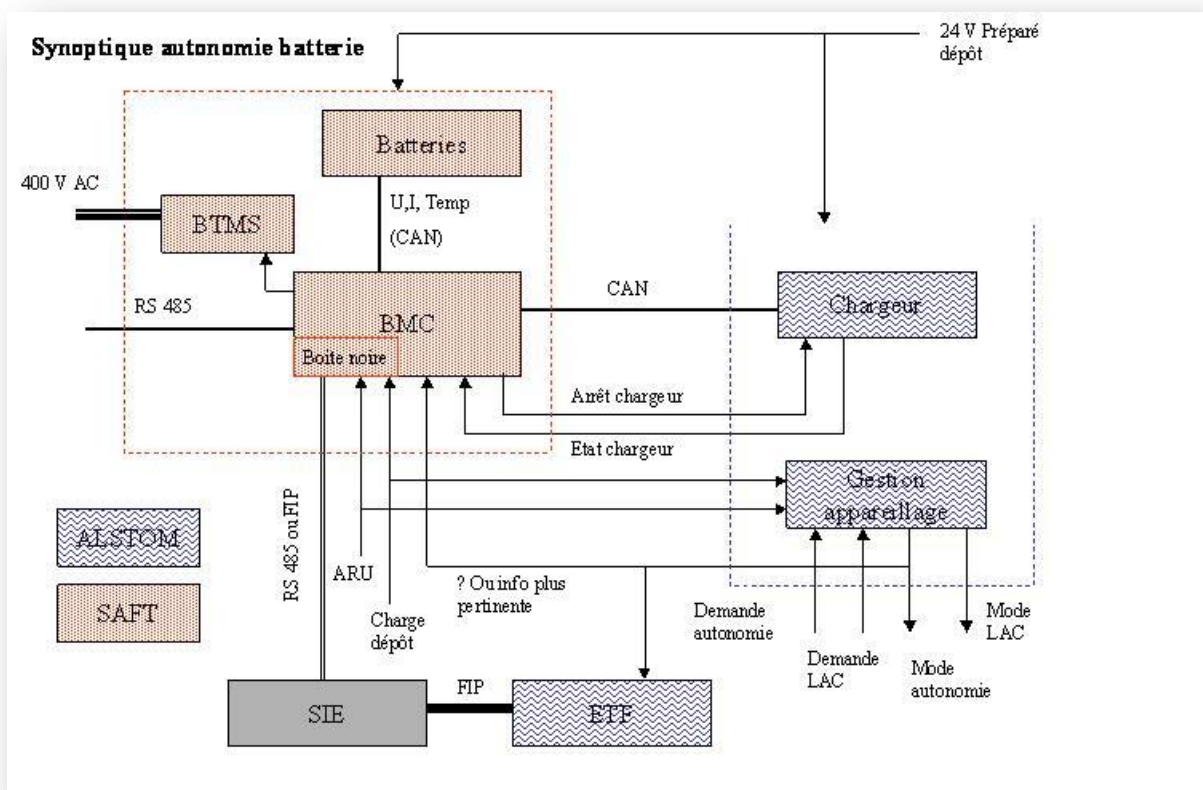 Synoptique autonomie batterie
24 V Préparé
dépôt
Batteries
400 V AC
BTMS
U,I, Temp
(CAN)
RS 485
BMC
CAN
Chargeur
Boite noire
Arrêt chargeur
Etat chargeur
Gestion
appareillage
ALSTOM
SAFT
RS 485 ou FIP
ARU
Charge
dépôt
? Ou info plus
pertinente
Demande
autonomie
Demande
LAC
Mode
autonomie
Mode
LAC
SIE
FIP
ETF